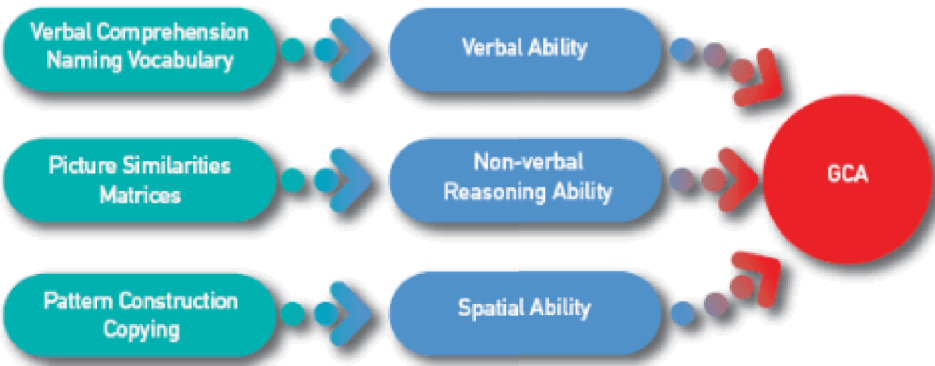 Verbal Comprehension
Naming Vocabulary
Verbal Ability
Picture Similarities
Matrices
Non-verbal
Reasoning Ability
GCA
Pattern Construction
Copying
Spatial Ability